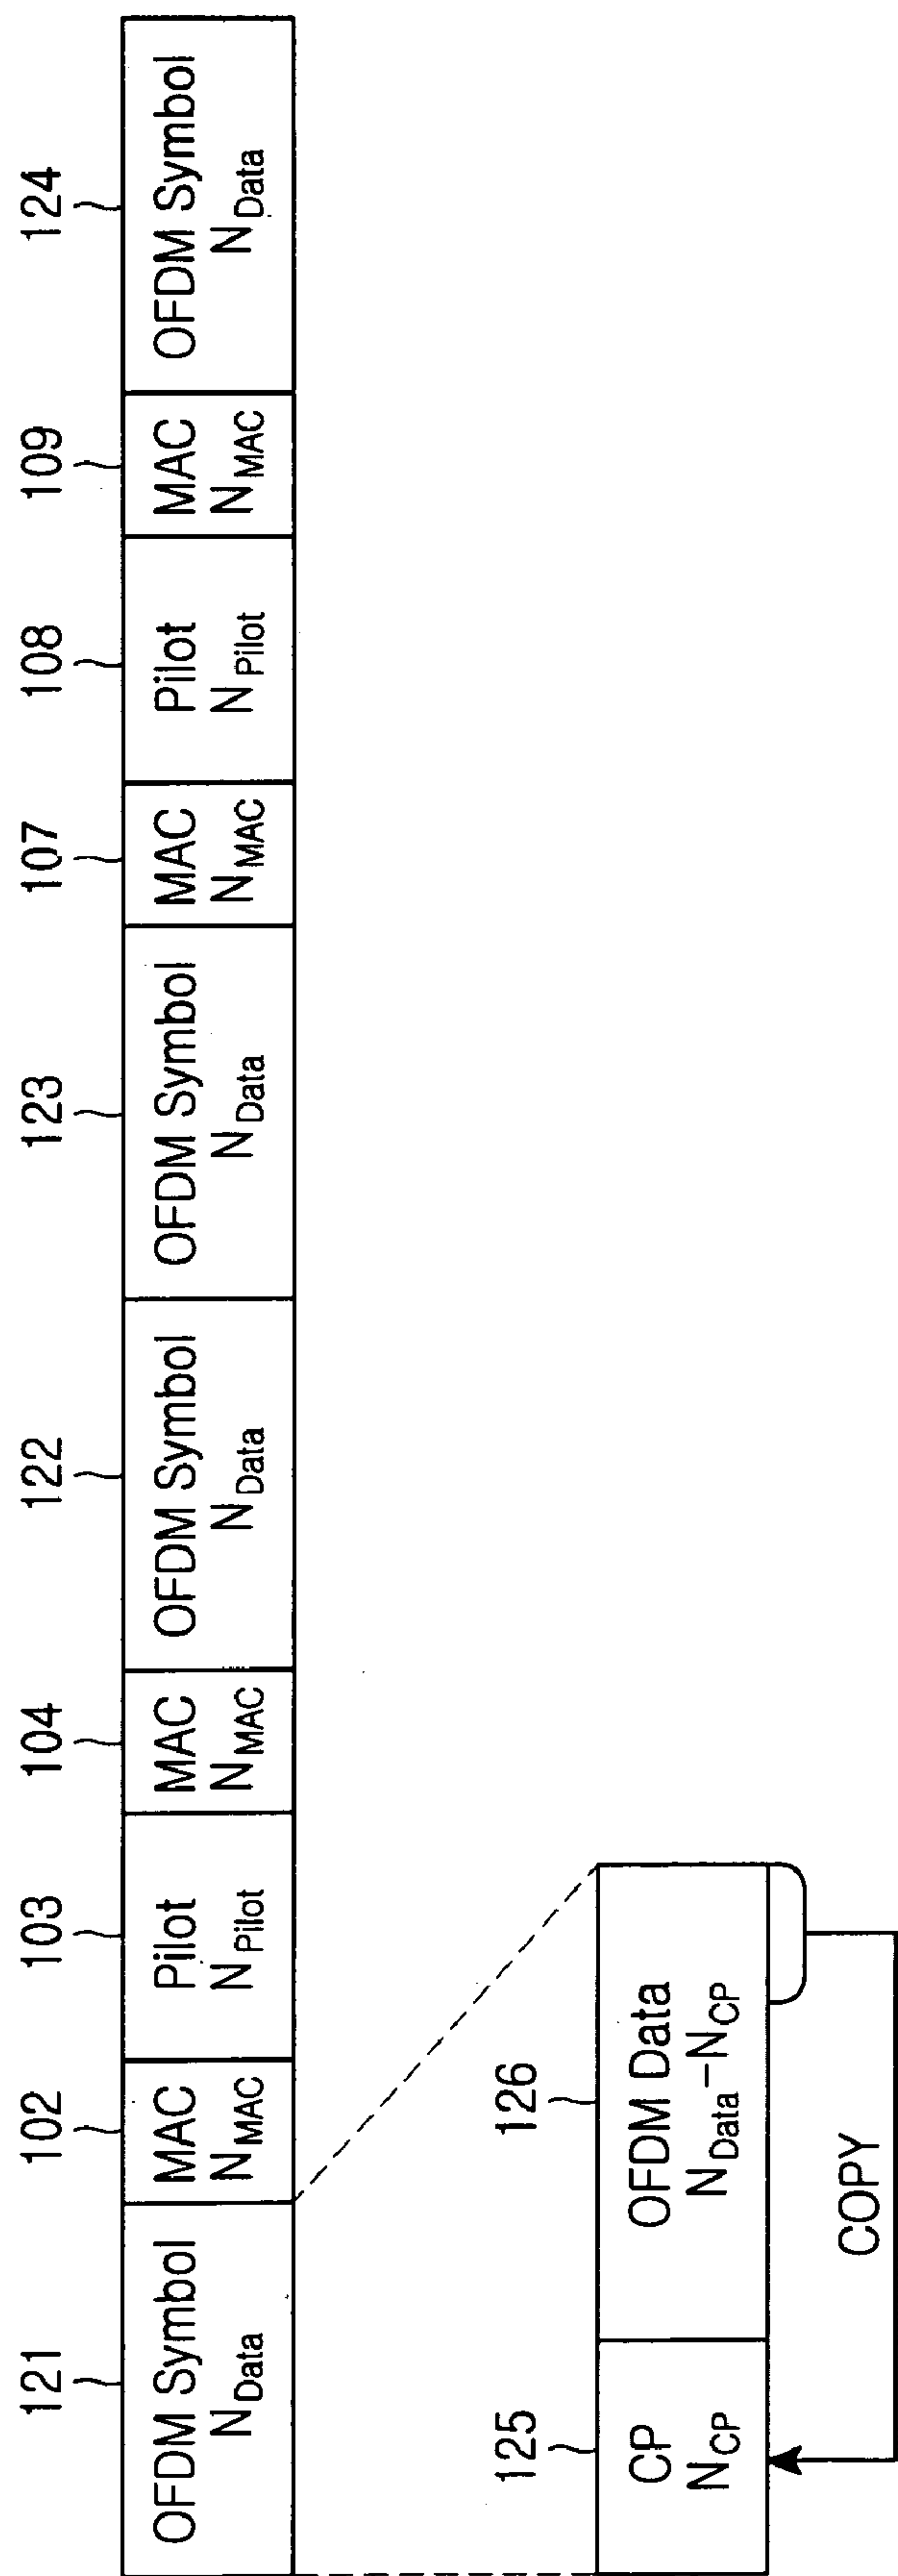 121 102 103 104 122 123 107 108 109 124
OFDM Symbol
N_Data
MAC
N_MAC
Pilot
N_Pilot
MAC
N_MAC
OFDM Symbol
N_Data
OFDM Symbol
N_Data
MAC
N_MAC
Pilot
N_Pilot
MAC
N_MAC
OFDM Symbol
N_Data
125 126
CP
N_CP
OFDM Data
N_Data-N_CP
COPY